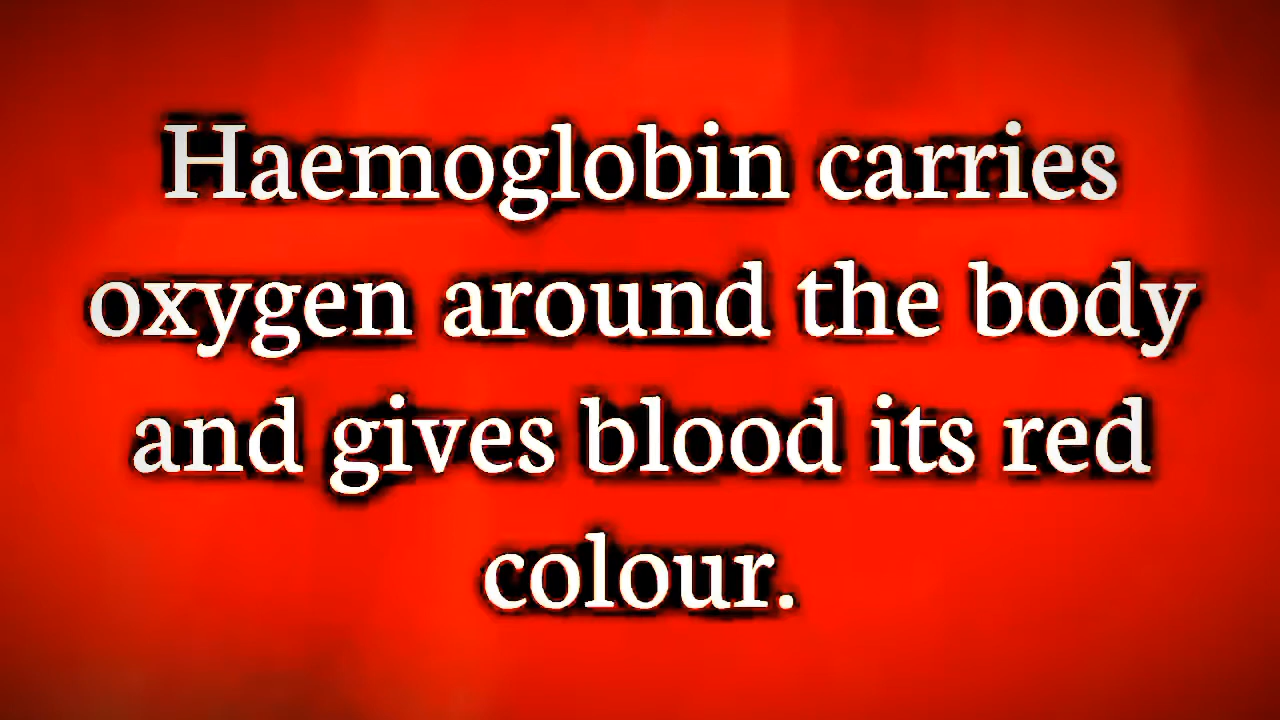 Haemoglobin carries
oxygen around the body
and gives blood its red
colour.